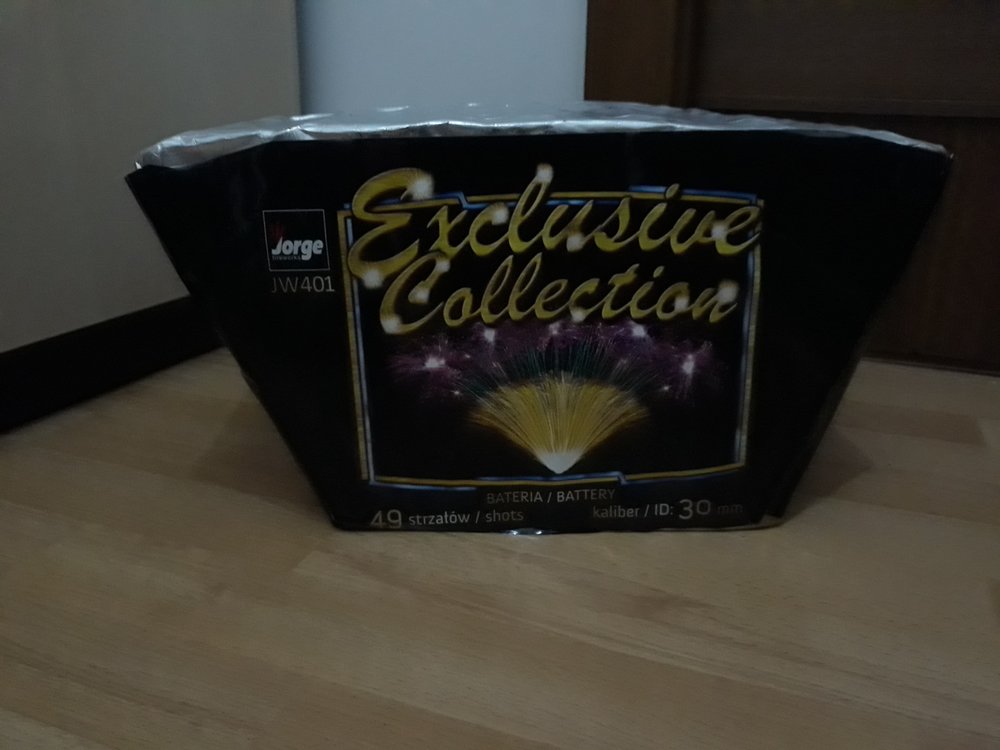 Jorge
fireworks
JW401
Exclusive
Collection
BATERIA / BATTERY
49 strzałów / shots
kaliber / ID: 30 mm